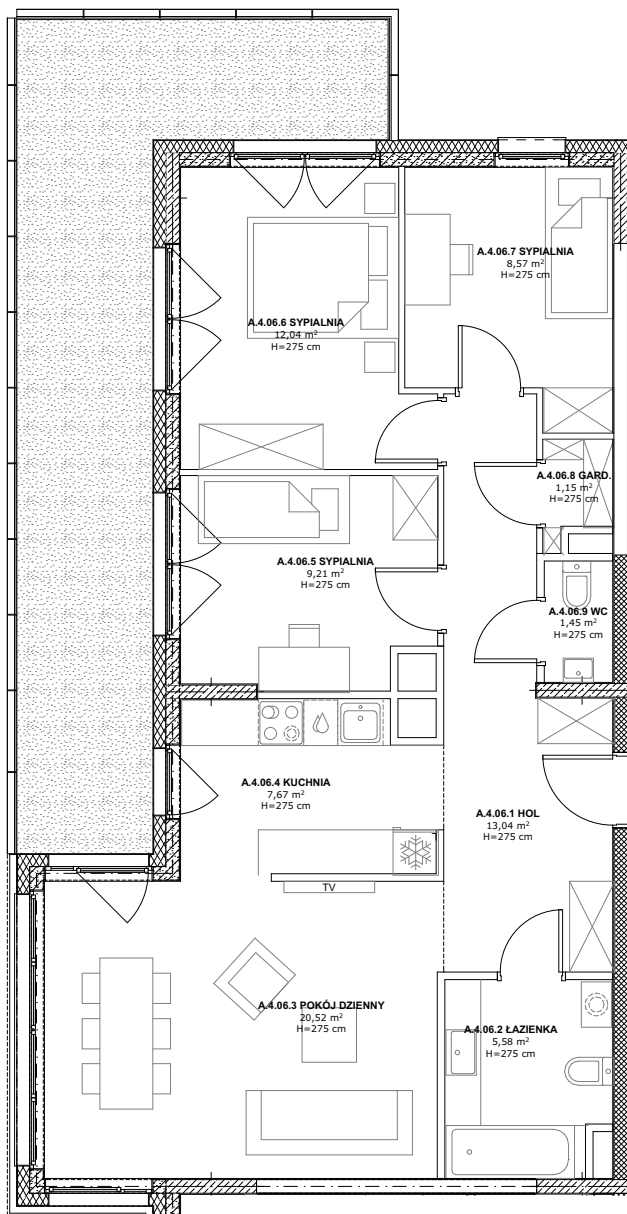 A.4.06.7 SYPIALNIA
8,57 m²
H=275 cm
A.4.06.6 SYPIALNIA
12,04 m²
H=275 cm
A.4.06.8 GARD.
1,15 m²
H=275 cm
A.4.06.5 SYPIALNIA
9,21 m²
H=275 cm
A.4.06.9 WC
1,45 m²
H=275 cm
A.4.06.4 KUCHNIA
7,67 m²
H=275 cm
A.4.06.1 HOL
13,04 m²
H=275 cm
TV
A.4.06.3 POKÓJ DZIENNY
20,52 m²
H=275 cm
A.4.06.2 ŁAZIENKA
5,58 m²
H=275 cm